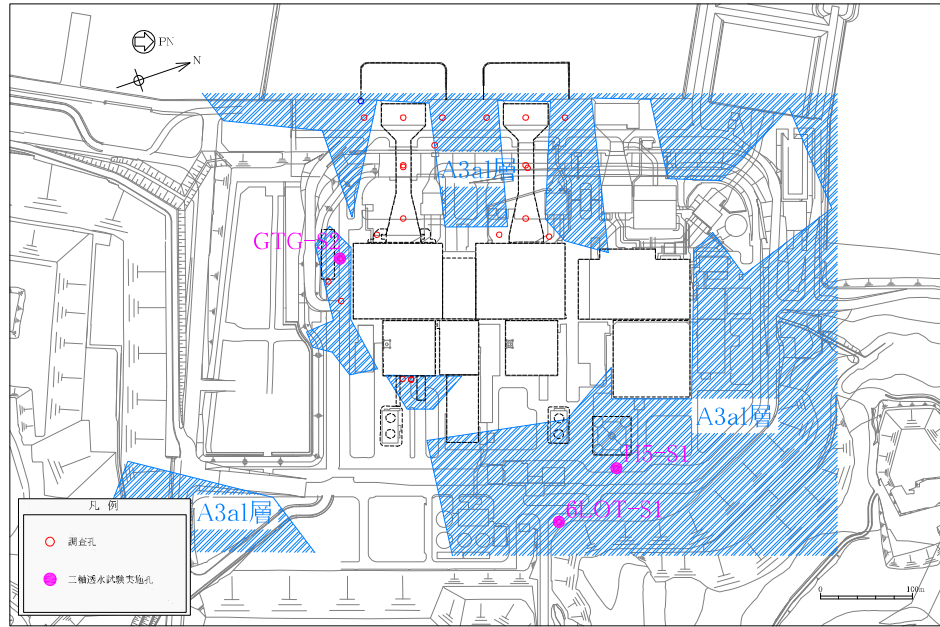 PN
N
A3al層
GTG-S2
A3al層
H5-S1
6LOT-S1
A3al層
凡 例
調査孔
三軸透水試験実施孔
0 100m